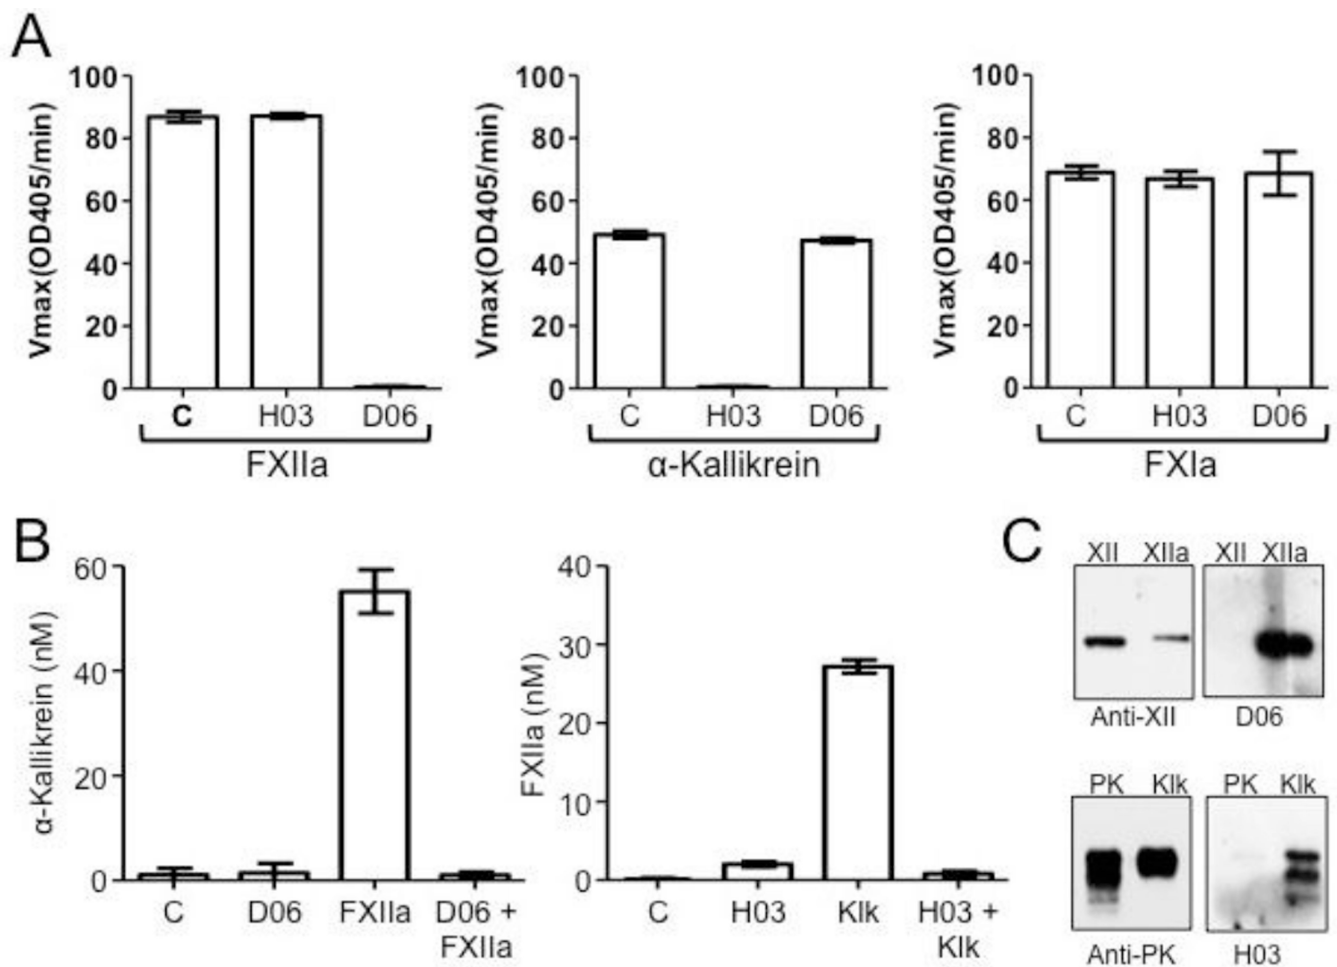 A
Vmax(OD405/min)
100
80
60
40
20
0
C H03 D06
FXIIa
Vmax(OD405/min)
100
80
60
40
20
0
C H03 D06
α-Kallikrein
Vmax(OD405/min)
100
80
60
40
20
0
C H03 D06
FXIa
B
α-Kallikrein (nM)
60
40
20
0
C D06 FXIIa D06 +
FXIIa
FXIIa (nM)
40
30
20
10
0
C H03 Klk H03 +
Klk
C
XII XIIa XII XIIa
Anti-XII D06
PK Klk PK Klk
Anti-PK H03